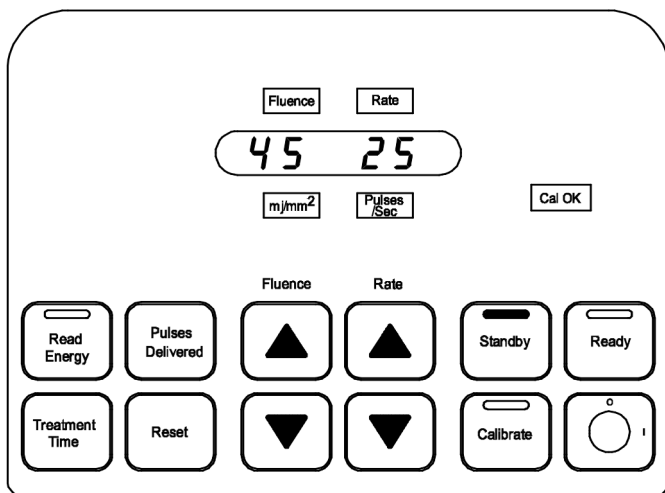 Fluence Rate
45 25
mj/mm² Pulses
/Sec
Cal OK
Fluence Rate
Read
Energy
Pulses
Delivered
Standby
Ready
Treatment
Time
Reset
Calibrate
O
I